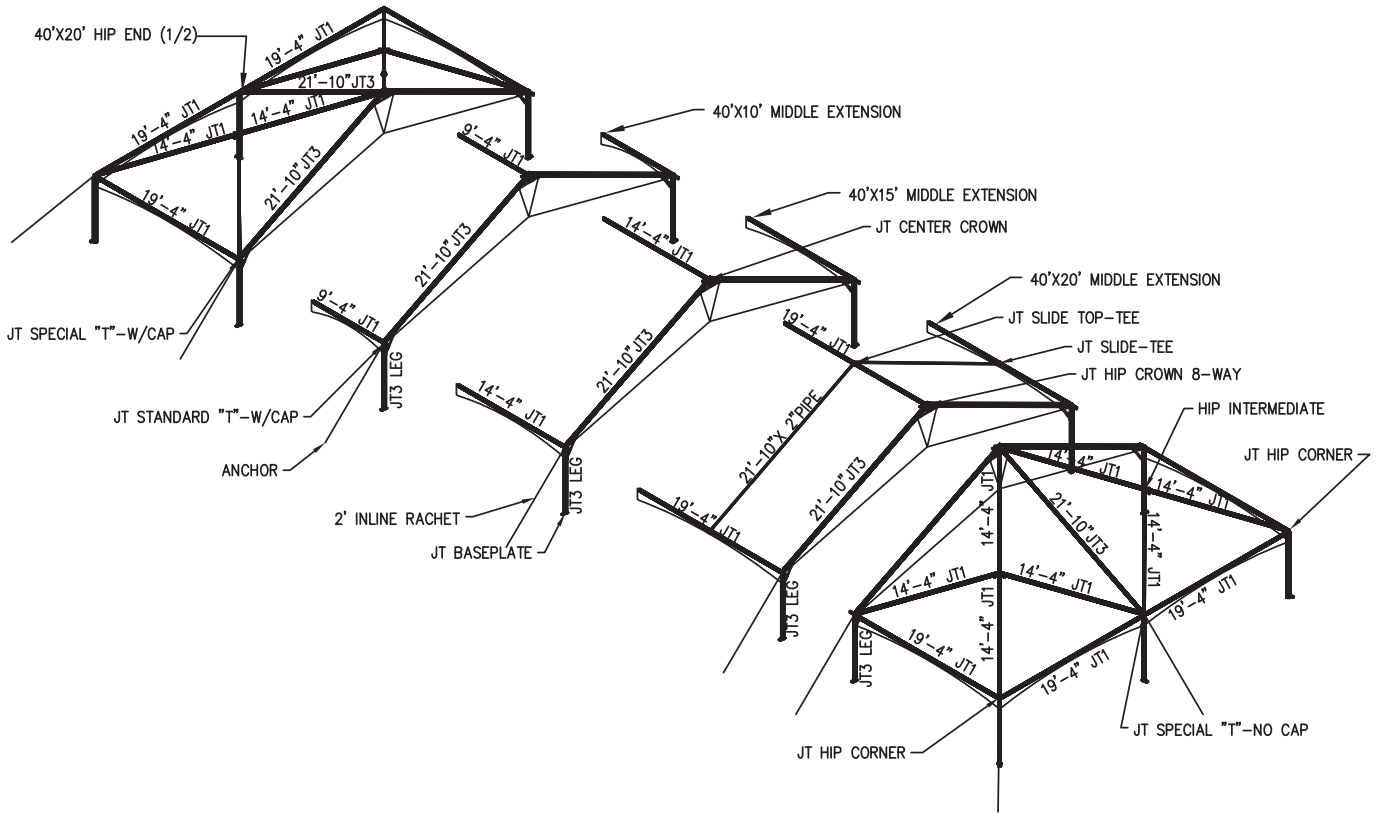 40'X20' HIP END (1/2)
19'-4" JT1
21'-10"JT3
19'-4" JT1
14'-4" JT1
14'-4" JT1
40'X10' MIDDLE EXTENSION
9'-4" JT1
21'-10"JT3
19'-4" JT1
40'X15' MIDDLE EXTENSION
JT CENTER CROWN
14'-4" JT1
21'-10"JT3
40'X20' MIDDLE EXTENSION
JT SLIDE TOP-TEE
JT SLIDE-TEE
JT HIP CROWN 8-WAY
HIP INTERMEDIATE
JT HIP CORNER
JT SPECIAL "T"-W/CAP
9'-4" JT1
19'-4" JT1
21'-10"JT3
JT3 LEG
JT STANDARD "T"-W/CAP
ANCHOR
14'-4" JT1
21'-10"X 2"PIPE
21'-10"JT3
14'-4" JT1
14'-4" JT1
14'-4" JT1
21'-10"JT3
14'-4" JT1
2' INLINE RACHET
JT BASEPLATE
JT3 LEG
19'-4" JT1
JT3 LEG
14'-4" JT1
14'-4" JT1
14'-4" JT1
19'-4" JT1
JT3 LEG
19'-4" JT1
19'-4" JT1
JT SPECIAL "T"-NO CAP
JT HIP CORNER